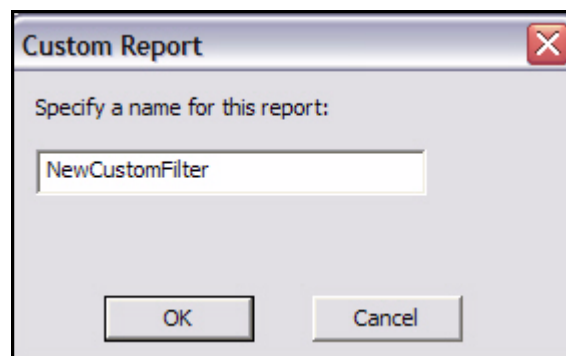 Custom Report
Specify a name for this report:
NewCustomFilter
OK
Cancel